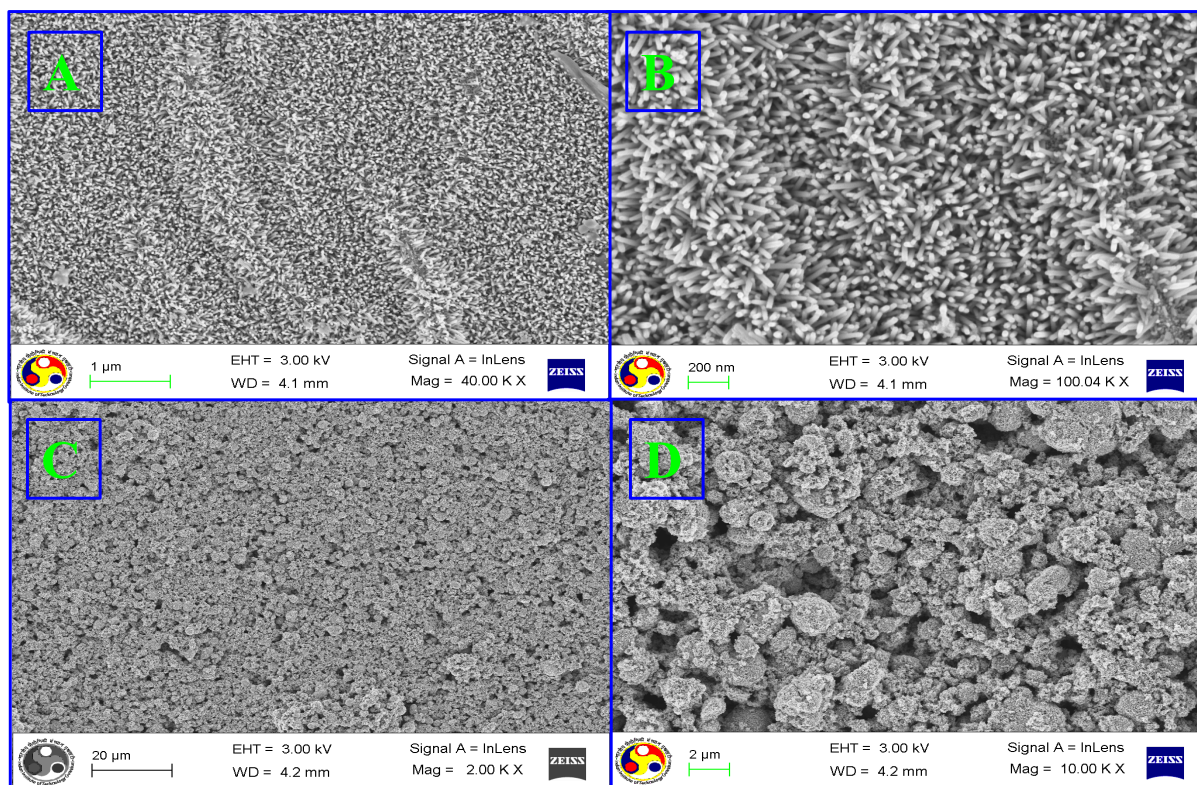 A
B
1 µm
EHT = 3.00 kV
WD = 4.1 mm
Signal A = InLens
Mag = 40.00 K X
ZEISS
200 nm
EHT = 3.00 kV
WD = 4.1 mm
Signal A = InLens
Mag = 100.04 K X
ZEISS
C
D
20 µm
EHT = 3.00 kV
WD = 4.2 mm
Signal A = InLens
Mag = 2.00 K X
ZEISS
2 µm
EHT = 3.00 kV
WD = 4.2 mm
Signal A = InLens
Mag = 10.00 K X
ZEISS